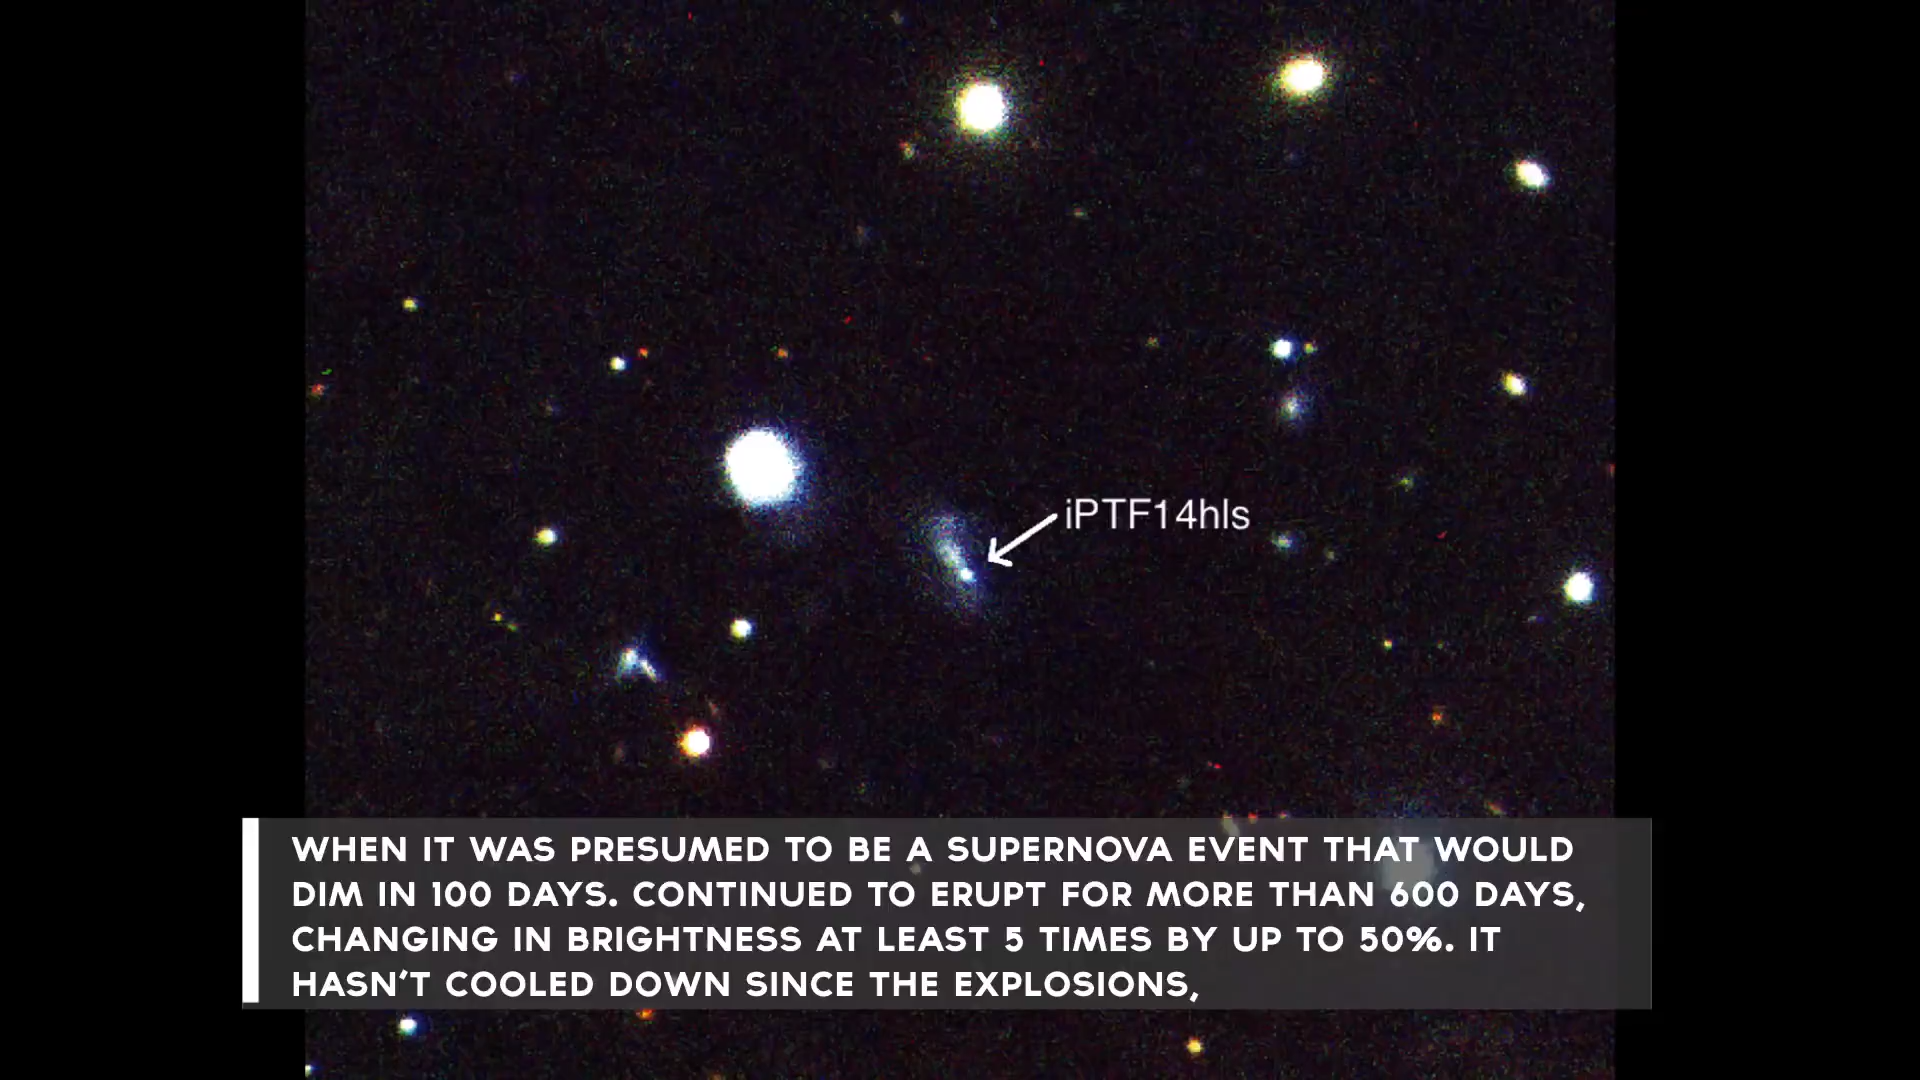 iPTF14hls
WHEN IT WAS PRESUMED TO BE A SUPERNOVA EVENT THAT WOULD
DIM IN 100 DAYS. CONTINUED TO ERUPT FOR MORE THAN 600 DAYS,
CHANGING IN BRIGHTNESS AT LEAST 5 TIMES BY UP TO 50%. IT
HASN'T COOLED DOWN SINCE THE EXPLOSIONS,